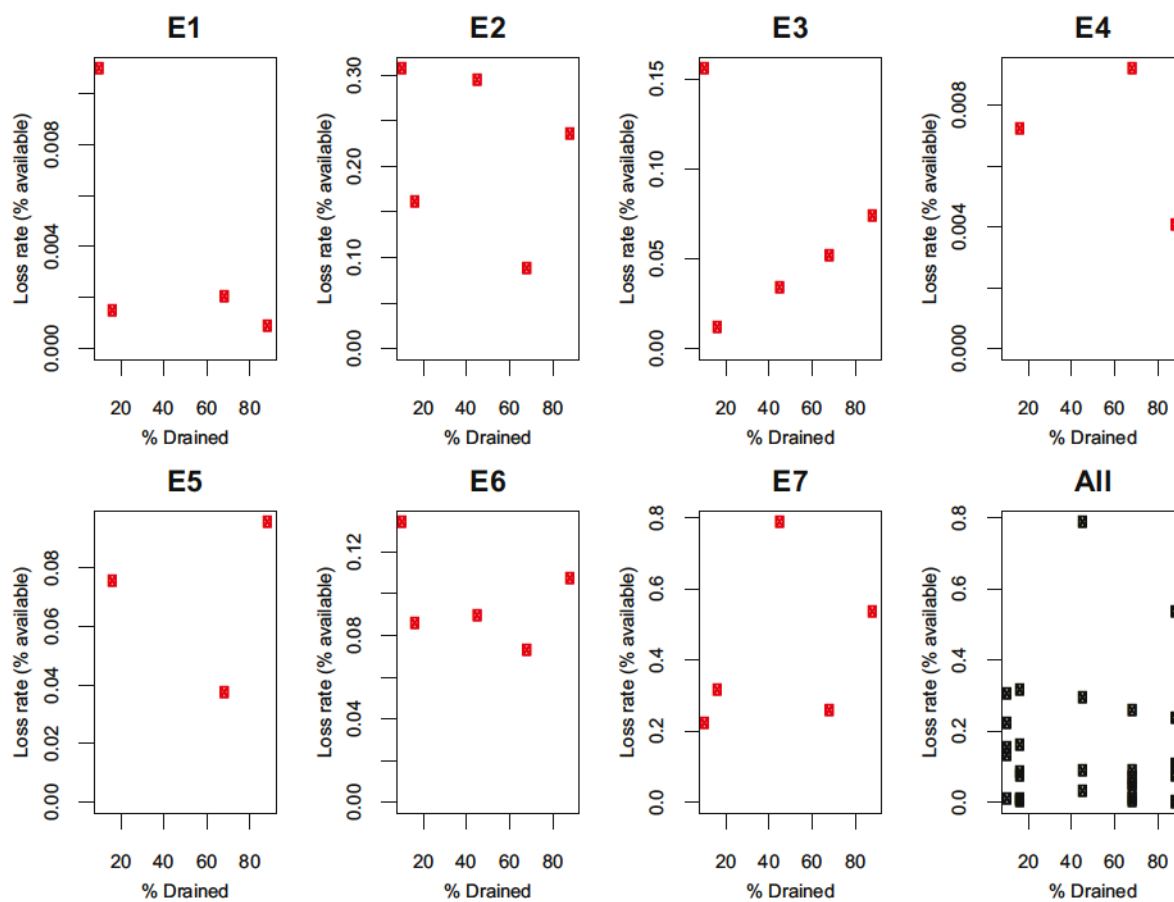 E1
E2
E3
E4
Loss rate (% available)
0.000
0.004
0.008
20 40 60 80
% Drained
Loss rate (% available)
0.00
0.10
0.20
0.30
20 40 60 80
% Drained
Loss rate (% available)
0.00
0.05
0.10
0.15
20 40 60 80
% Drained
Loss rate (% available)
0.000
0.004
0.008
20 40 60 80
% Drained
E5
E6
E7
All
Loss rate (% available)
0.00
0.02
0.04
0.06
0.08
20 40 60 80
% Drained
Loss rate (% available)
0.00
0.04
0.08
0.12
20 40 60 80
% Drained
Loss rate (% available)
0.0
0.2
0.4
0.6
0.8
20 40 60 80
% Drained
Loss rate (% available)
0.0
0.2
0.4
0.6
0.8
20 40 60 80
% Drained